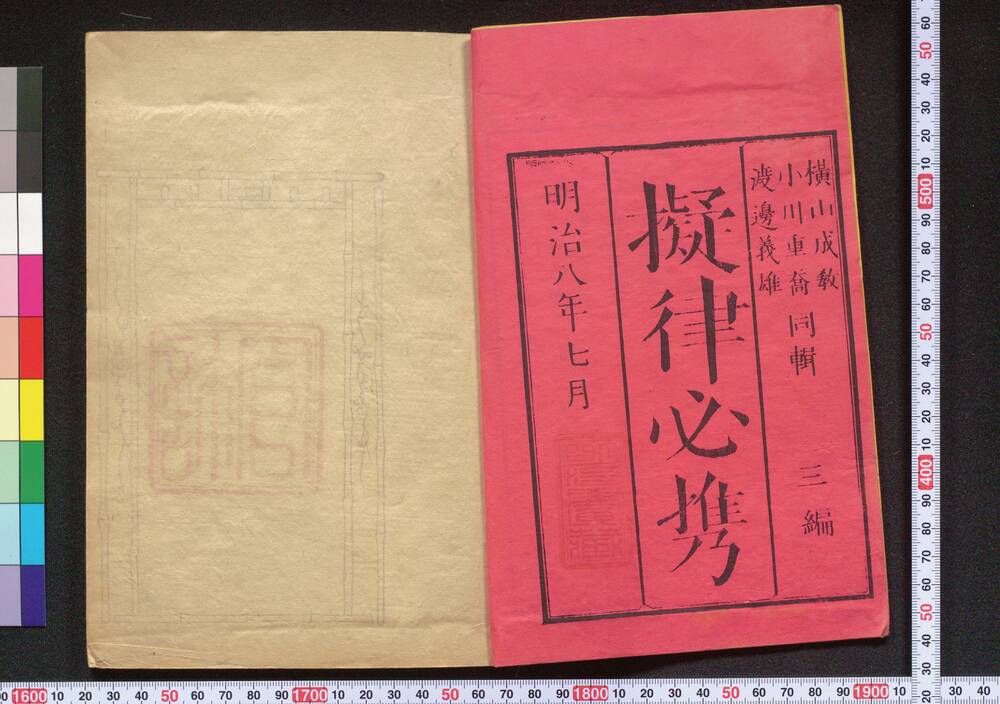 橫山成教
小川重喬
渡邊義雄
同輯
三編
擬律必携
明治八年七月